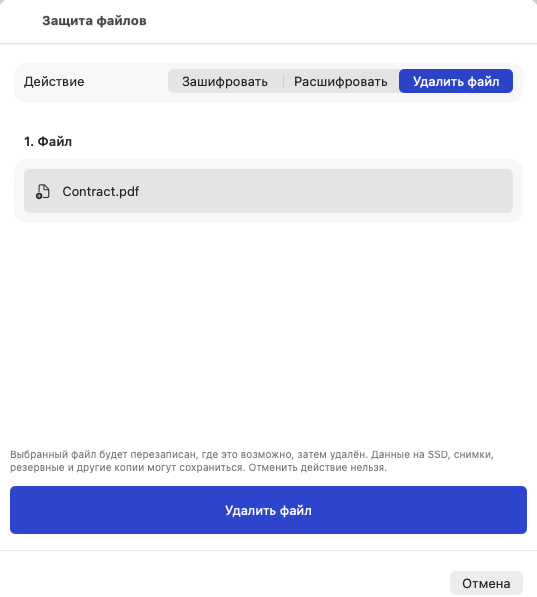 Защита файлов
Действие
Зашифровать
Расшифровать
Удалить файл
1. Файл
Contract.pdf
Выбранный файл будет перезаписан, где это возможно, затем удалён. Данные на SSD, снимки,
резервные и другие копии могут сохраниться. Отменить действие нельзя.
Удалить файл
Отмена